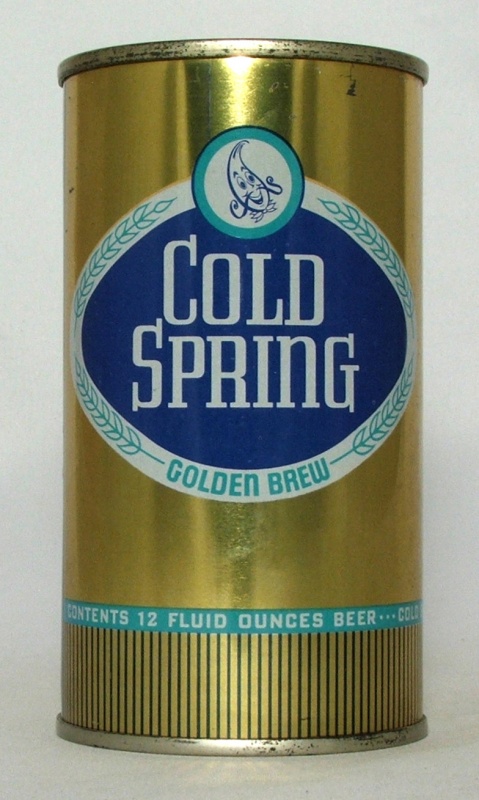 COLD
SPRING
GOLDEN BREW
CONTENTS 12 FLUID OUNCES BEER···COLD